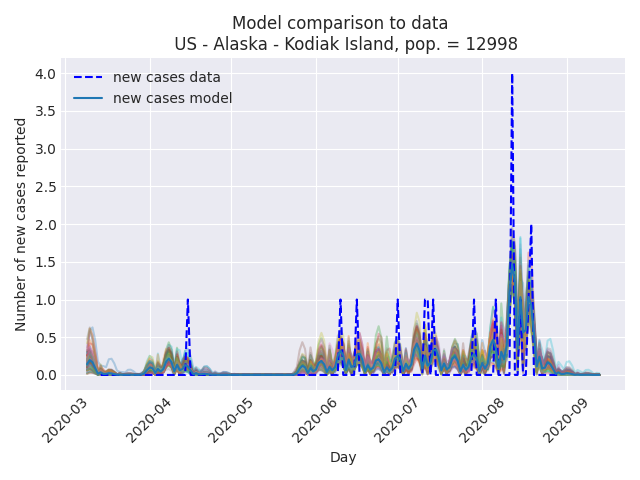 Model comparison to data
US - Alaska - Kodiak Island, pop. = 12998
new cases data
new cases model
Number of new cases reported
4.0
3.5
3.0
2.5
2.0
1.5
1.0
0.5
0.0
2020-03
2020-04
2020-05
2020-06
2020-07
2020-08
2020-09
Day